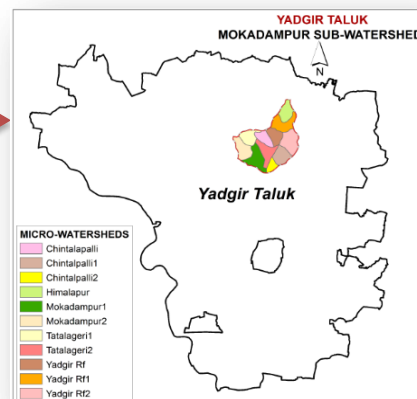 YADGIR TALUK
MOKADAMPUR SUB-WATERSHED
N
Yadgir Taluk
MICRO-WATERSHEDS
Chintalapalli
Chintalpalli1
Chintalpalli2
Himalapur
Mokadampur1
Mokadampur2
Tatalageri1
Tatalageri2
Yadgir Rf
Yadgir Rf1
Yadgir Rf2